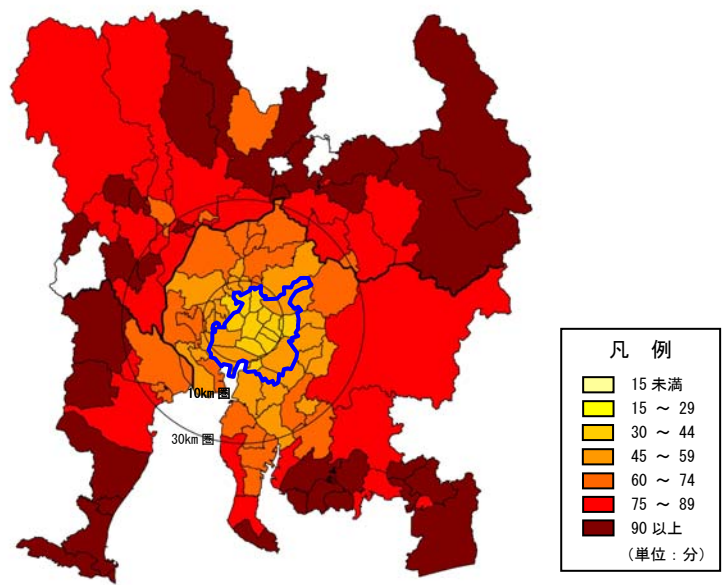 10km圏
30km圏
凡 例
15 未満
15 ～ 29
30 ～ 44
45 ～ 59
60 ～ 74
75 ～ 89
90 以上
(単位：分)